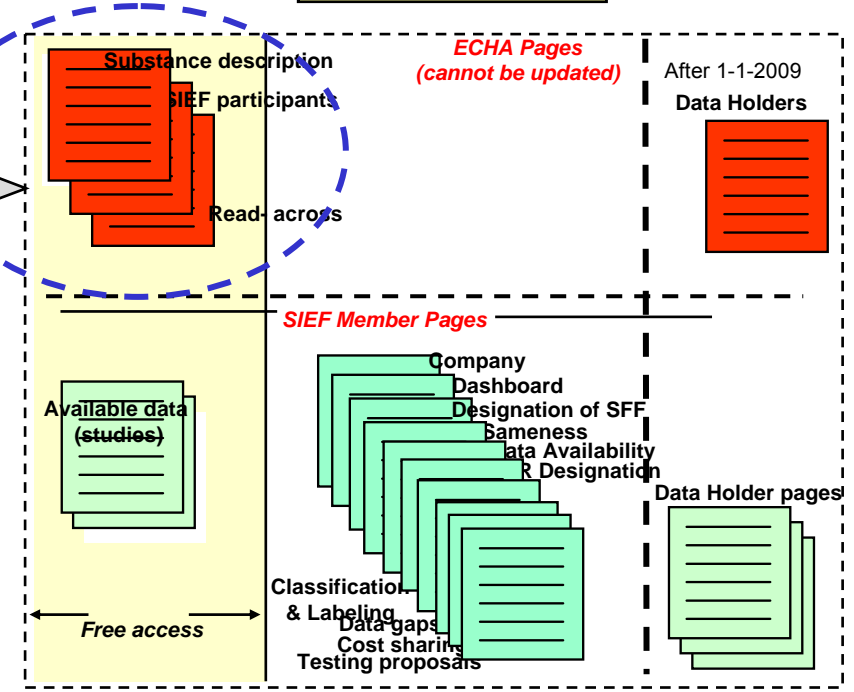 Substance description
ECHA Pages
(cannot be updated)
After 1-1-2009
SIEF participants
Data Holders
Read- across
SIEF Member Pages
Company
Dashboard
Available data
(studies)
Designation of SFF
Sameness
ata Availability
R Designation
Data Holder pages
Classification
& Labeling
Data gaps
Cost sharing
Testing proposals
Free access